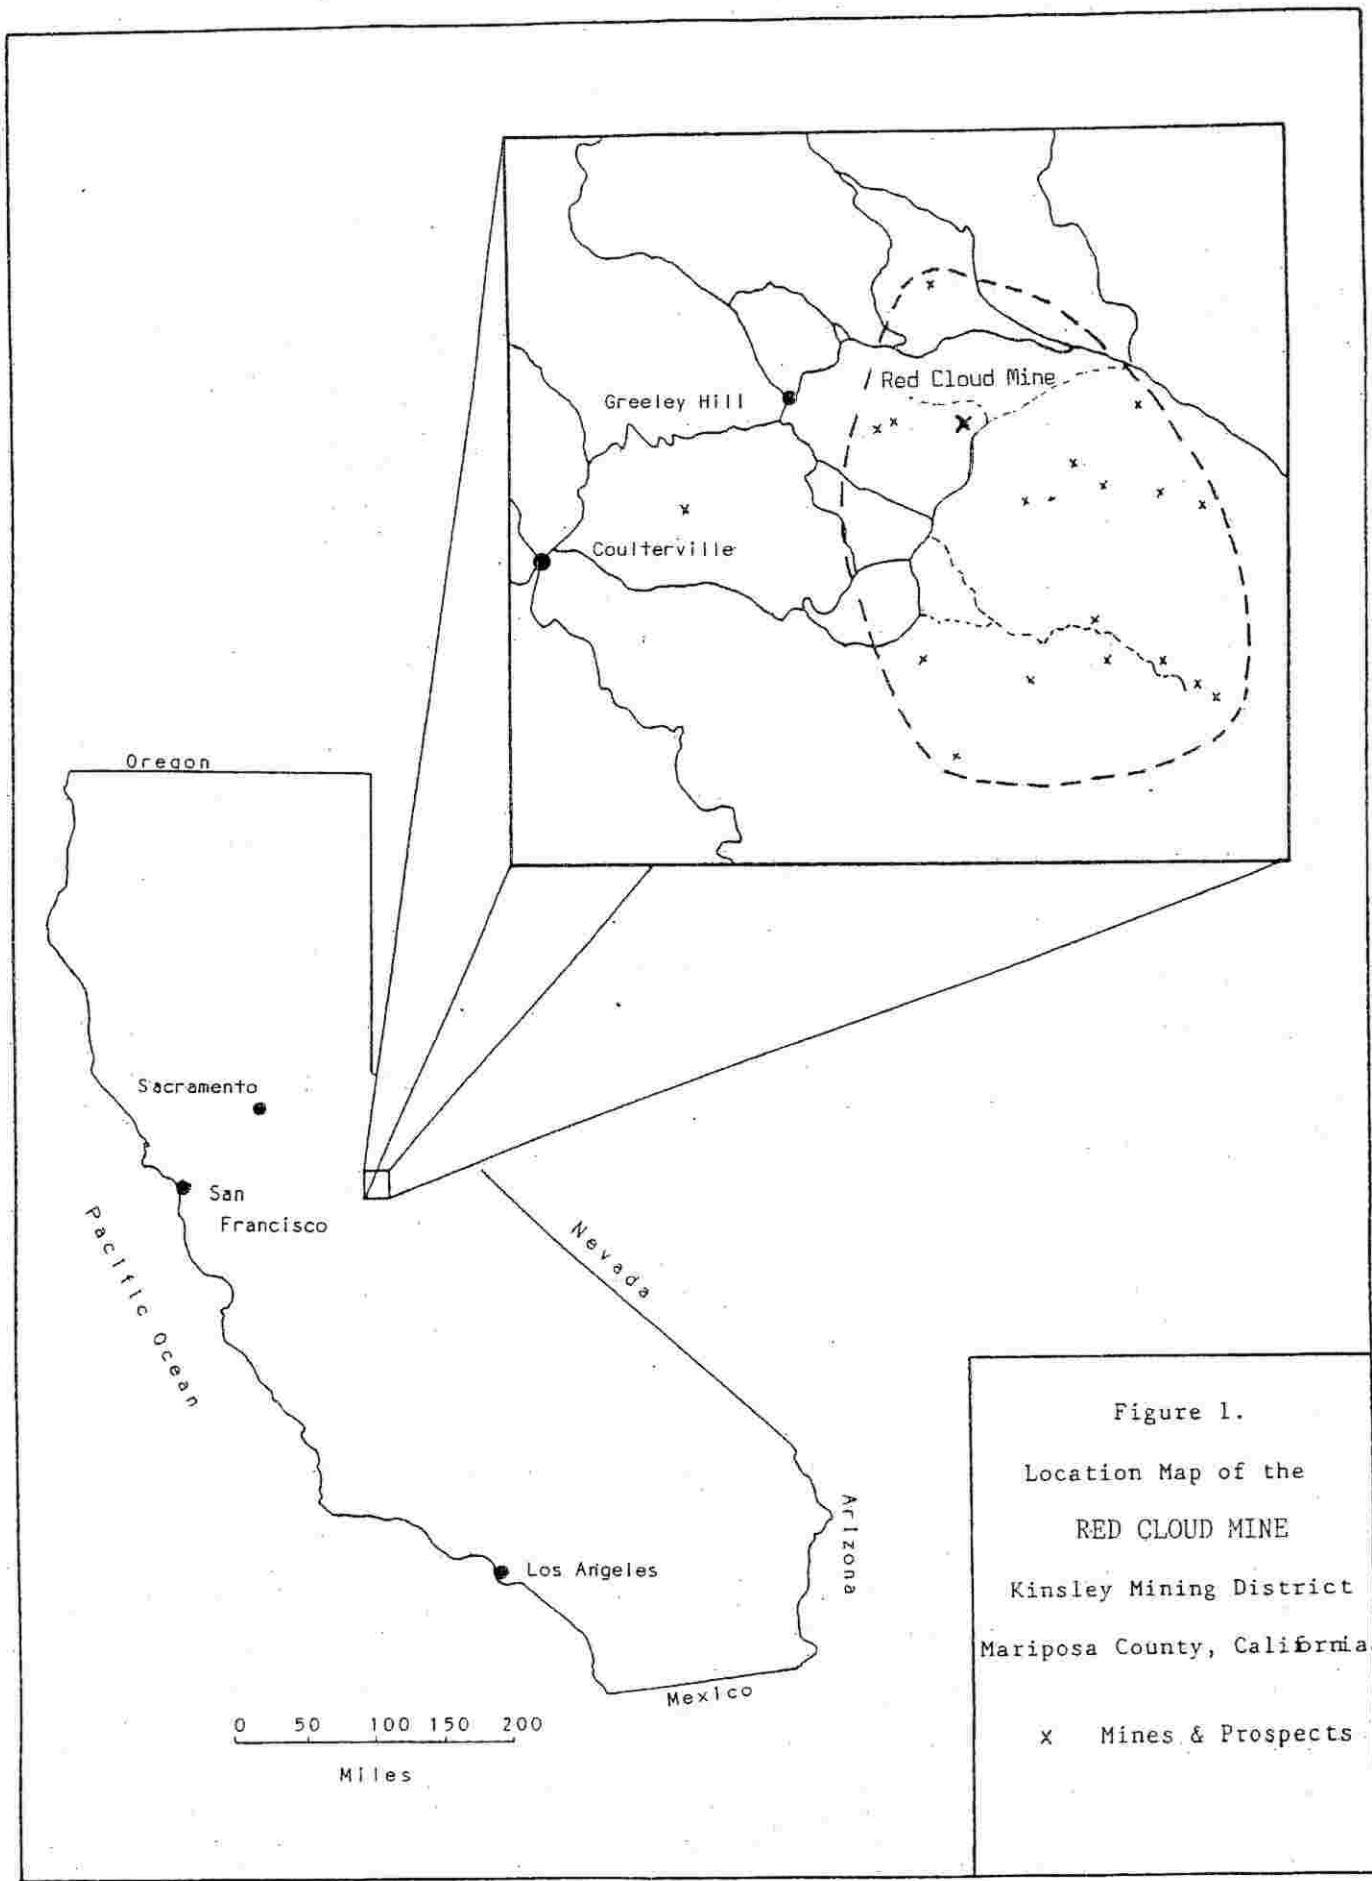 Red Cloud Mine
Greeley Hill
Coulterville
Oregon
Sacramento
San
Francisco
Pacific Ocean
Nevada
Arizona
Los Angeles
Mexico
0 50 100 150 200
Miles
Figure 1.
Location Map of the
RED CLOUD MINE
Kinsley Mining District
Mariposa County, California
x Mines & Prospects